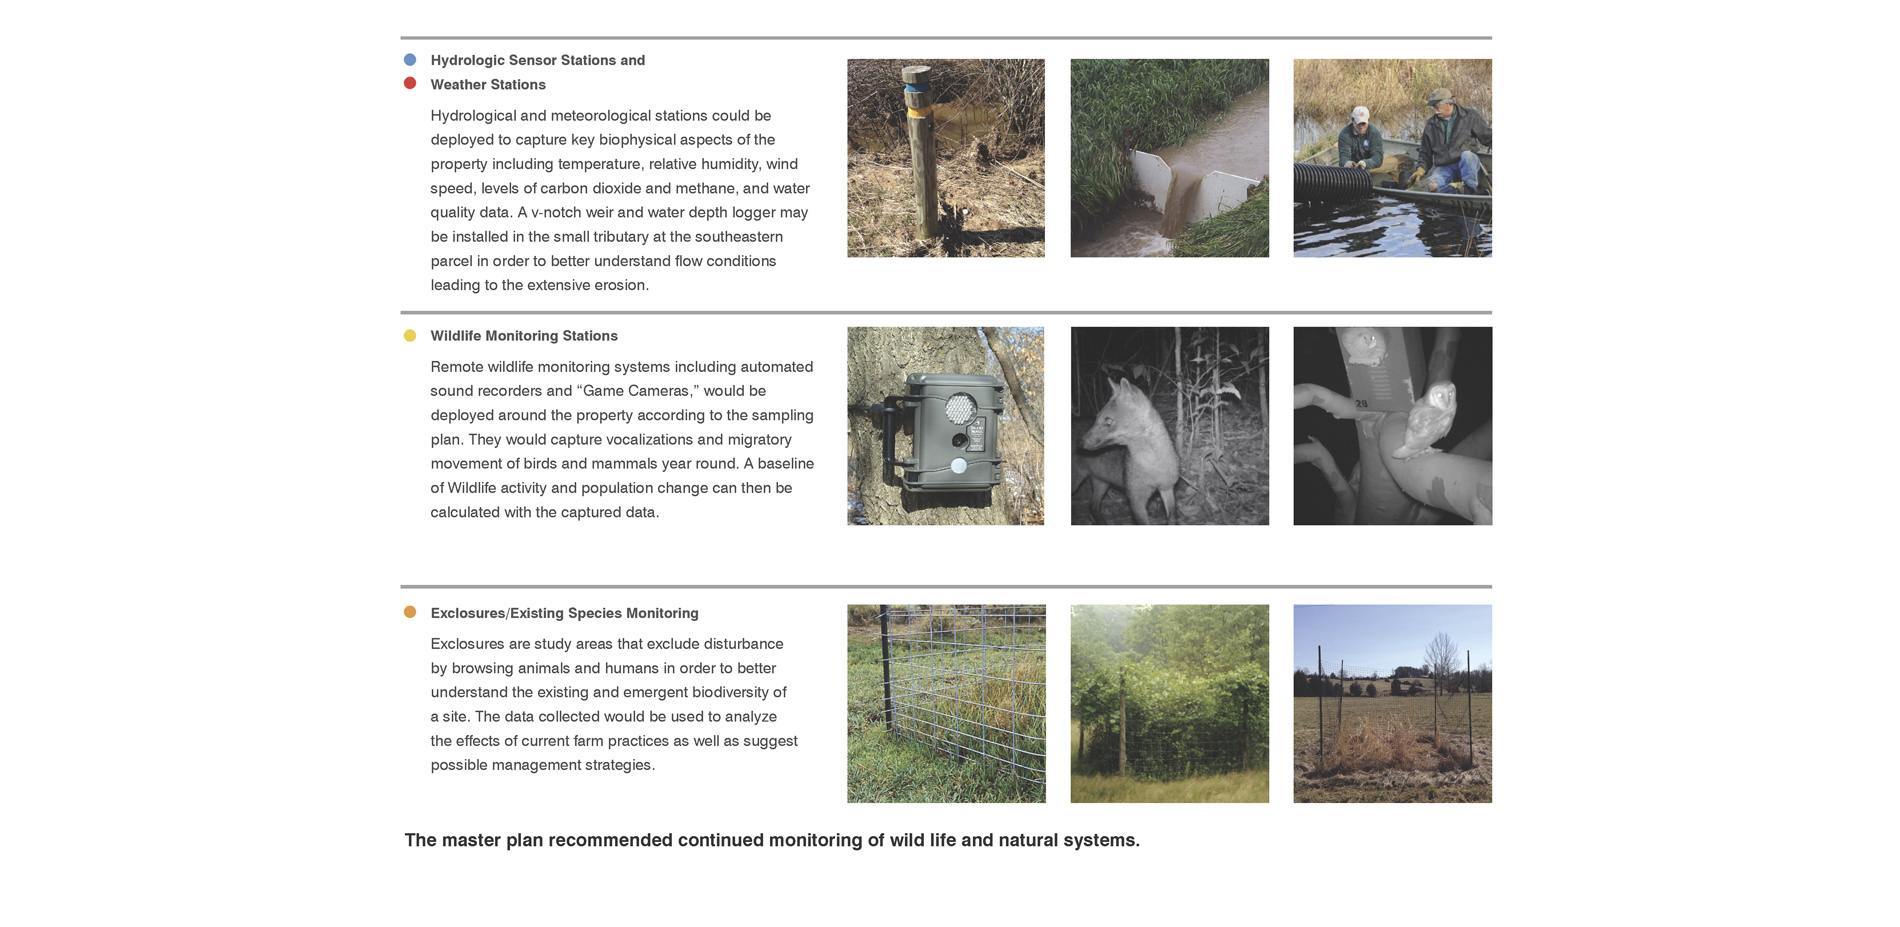 Hydrologic Sensor Stations and
Weather Stations
Hydrological and meteorological stations could be
deployed to capture key biophysical aspects of the
property including temperature, relative humidity, wind
speed, levels of carbon dioxide and methane, and water
quality data. A v-notch weir and water depth logger may
be installed in the small tributary at the southeastern
parcel in order to better understand flow conditions
leading to the extensive erosion.
Wildlife Monitoring Stations
Remote wildlife monitoring systems including automated
sound recorders and “Game Cameras,” would be
deployed around the property according to the sampling
plan. They would capture vocalizations and migratory
movement of birds and mammals year round. A baseline
of Wildlife activity and population change can then be
calculated with the captured data.
29
Exclosures/Existing Species Monitoring
Exclosures are study areas that exclude disturbance
by browsing animals and humans in order to better
understand the existing and emergent biodiversity of
a site. The data collected would be used to analyze
the effects of current farm practices as well as suggest
possible management strategies.
The master plan recommended continued monitoring of wild life and natural systems.